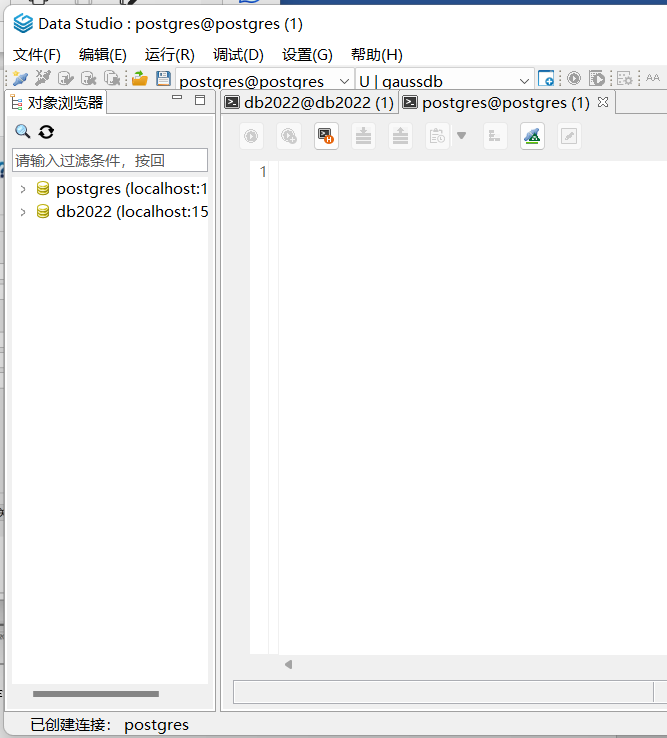 Data Studio : postgres@postgres (1)
文件(F) 编辑(E) 运行(R) 调试(D) 设置(G) 帮助(H)
postgres@postgres U | gaussdb AA
对象浏览器 db2022@db2022 (1) postgres@postgres (1)
请输入过滤条件，按回
1
postgres (localhost:1
db2022 (localhost:15
已创建连接： postgres